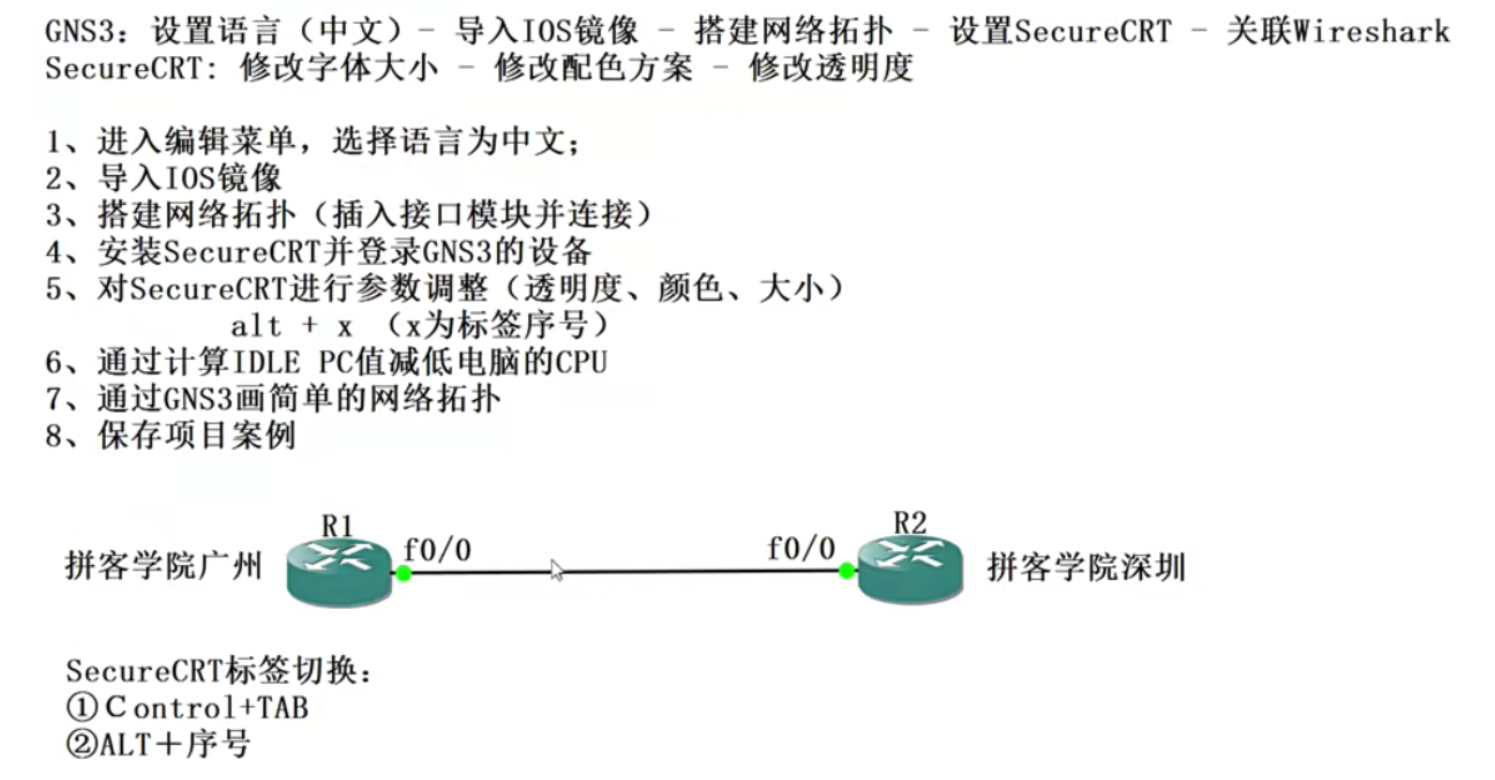 GNS3：设置语言（中文）- 导入IOS镜像 - 搭建网络拓扑 - 设置SecureCRT - 关联Wireshark
SecureCRT: 修改字体大小 - 修改配色方案 - 修改透明度
1、进入编辑菜单，选择语言为中文；
2、导入IOS镜像
3、搭建网络拓扑（插入接口模块并连接）
4、安装SecureCRT并登录GNS3的设备
5、对SecureCRT进行参数调整（透明度、颜色、大小）
alt + x （x为标签序号）
6、通过计算IDLE PC值减低电脑的CPU
7、通过GNS3画简单的网络拓扑
8、保存项目案例
R1 R2
拼客学院广州 f0/0 f0/0 拼客学院深圳
SecureCRT标签切换：
①Ｃontrol+TAB
②ALT＋序号